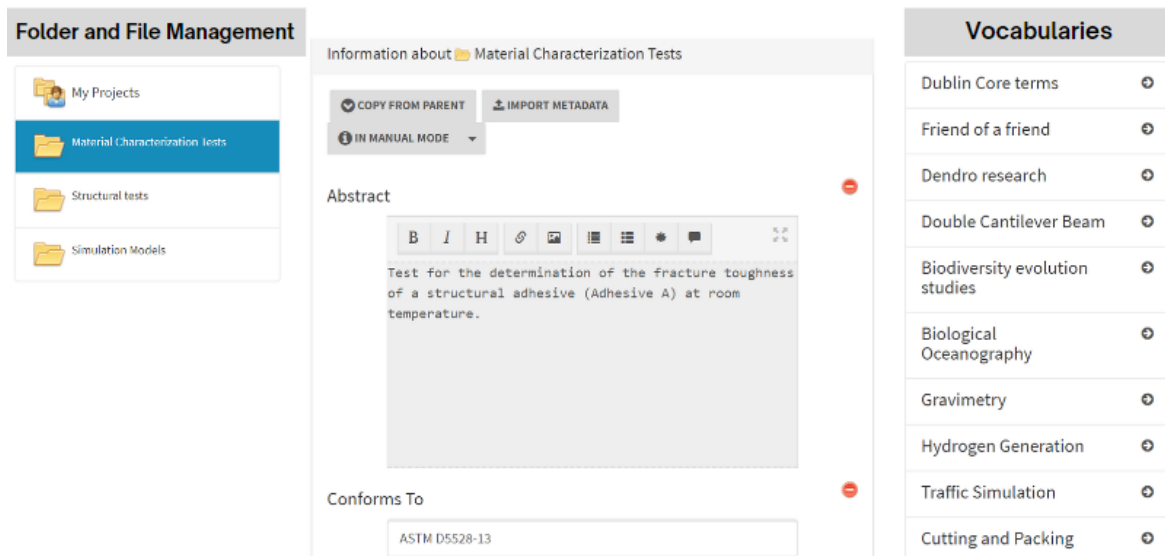 Folder and File Management
My Projects
Material Characterization Tests
Structural tests
Simulation Models
Information about Material Characterization Tests
COPY FROM PARENT
IMPORT METADATA
IN MANUAL MODE
Abstract
B I H
Test for the determination of the fracture toughness
of a structural adhesive (Adhesive A) at room
temperature.
Conforms To
ASTM D5528-13
Vocabularies
Dublin Core terms
Friend of a friend
Dendro research
Double Cantilever Beam
Biodiversity evolution
studies
Biological
Oceanography
Gravimetry
Hydrogen Generation
Traffic Simulation
Cutting and Packing